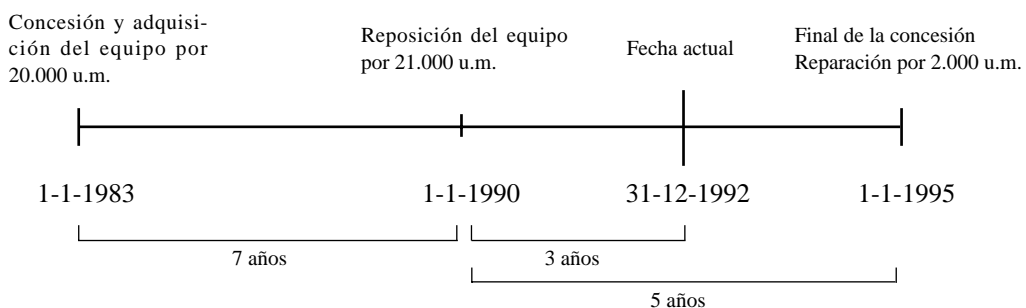 Concesión y adquisi-
ción del equipo por
20.000 u.m.
Reposición del equipo
por 21.000 u.m.
Fecha actual
Final de la concesión
Reparación por 2.000 u.m.
1-1-1983
1-1-1990
31-12-1992
1-1-1995
7 años
3 años
5 años